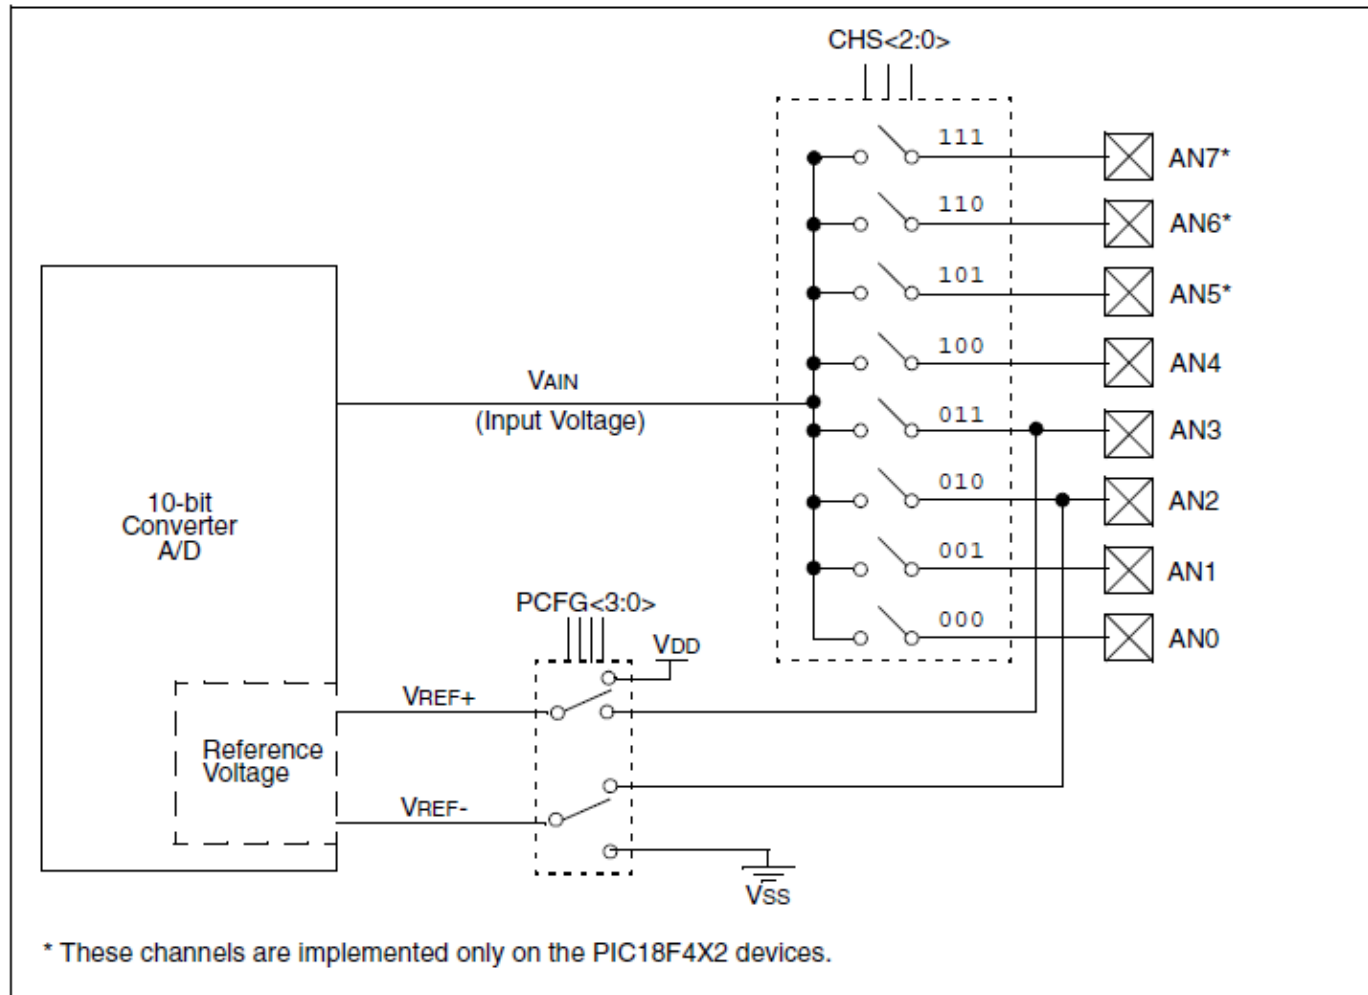 CHS<2:0>
111
AN7*
110
AN6*
101
AN5*
100
AN4
VAIN
(Input Voltage)
011
AN3
010
AN2
10-bit
Converter
A/D
001
AN1
PCFG<3:0>
000
AN0
VDD
VREF+
Reference
Voltage
VREF-
VSS
* These channels are implemented only on the PIC18F4X2 devices.